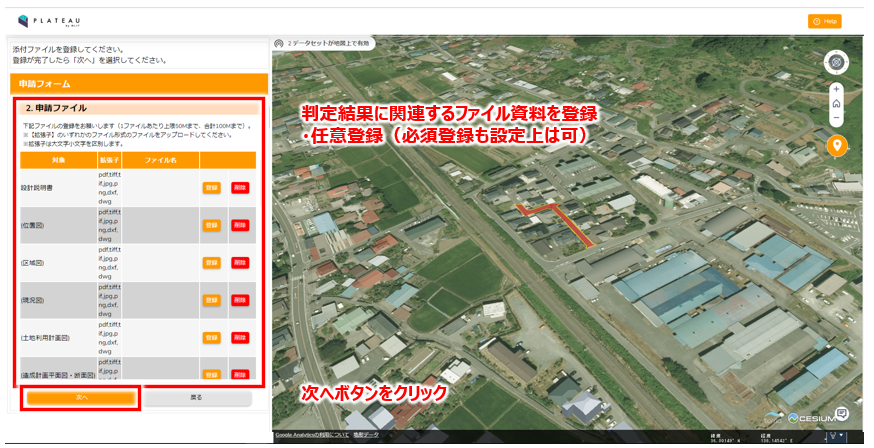 PLATEAU
by MLIT
Help
添付ファイルを登録してください。
登録が完了したら「次へ」を選択してください。
申請フォーム
2. 申請ファイル
下記ファイルの登録をお願いします（1ファイルあたり上限50Mまで、合計100Mまで）。
※【拡張子】のいずれかのファイル形式のファイルをアップロードしてください。
※拡張子は大文字小文字を区別します。
対象 拡張子 ファイル名
設計説明書 pdf,tiff,tif,jpg,png,dxf,dwg 登録 削除
(位置図) pdf,tiff,tif,jpg,png,dxf,dwg 登録 削除
(区域図) pdf,tiff,tif,jpg,png,dxf,dwg 登録 削除
(現況図) pdf,tiff,tif,jpg,png,dxf,dwg 登録 削除
(土地利用計画図) pdf,tiff,tif,jpg,png,dxf,dwg 登録 削除
(造成計画平面図・断面図) pdf,tiff,tif,jpg,png,dxf, 登録 削除
次へ
戻る
2 データセットが地図上で有効
判定結果に関連するファイル資料を登録
・任意登録（必須登録も設定上は可）
次へボタンをクリック
CESIUM
Google Analyticsの利用について 地形データ
緯度
経度